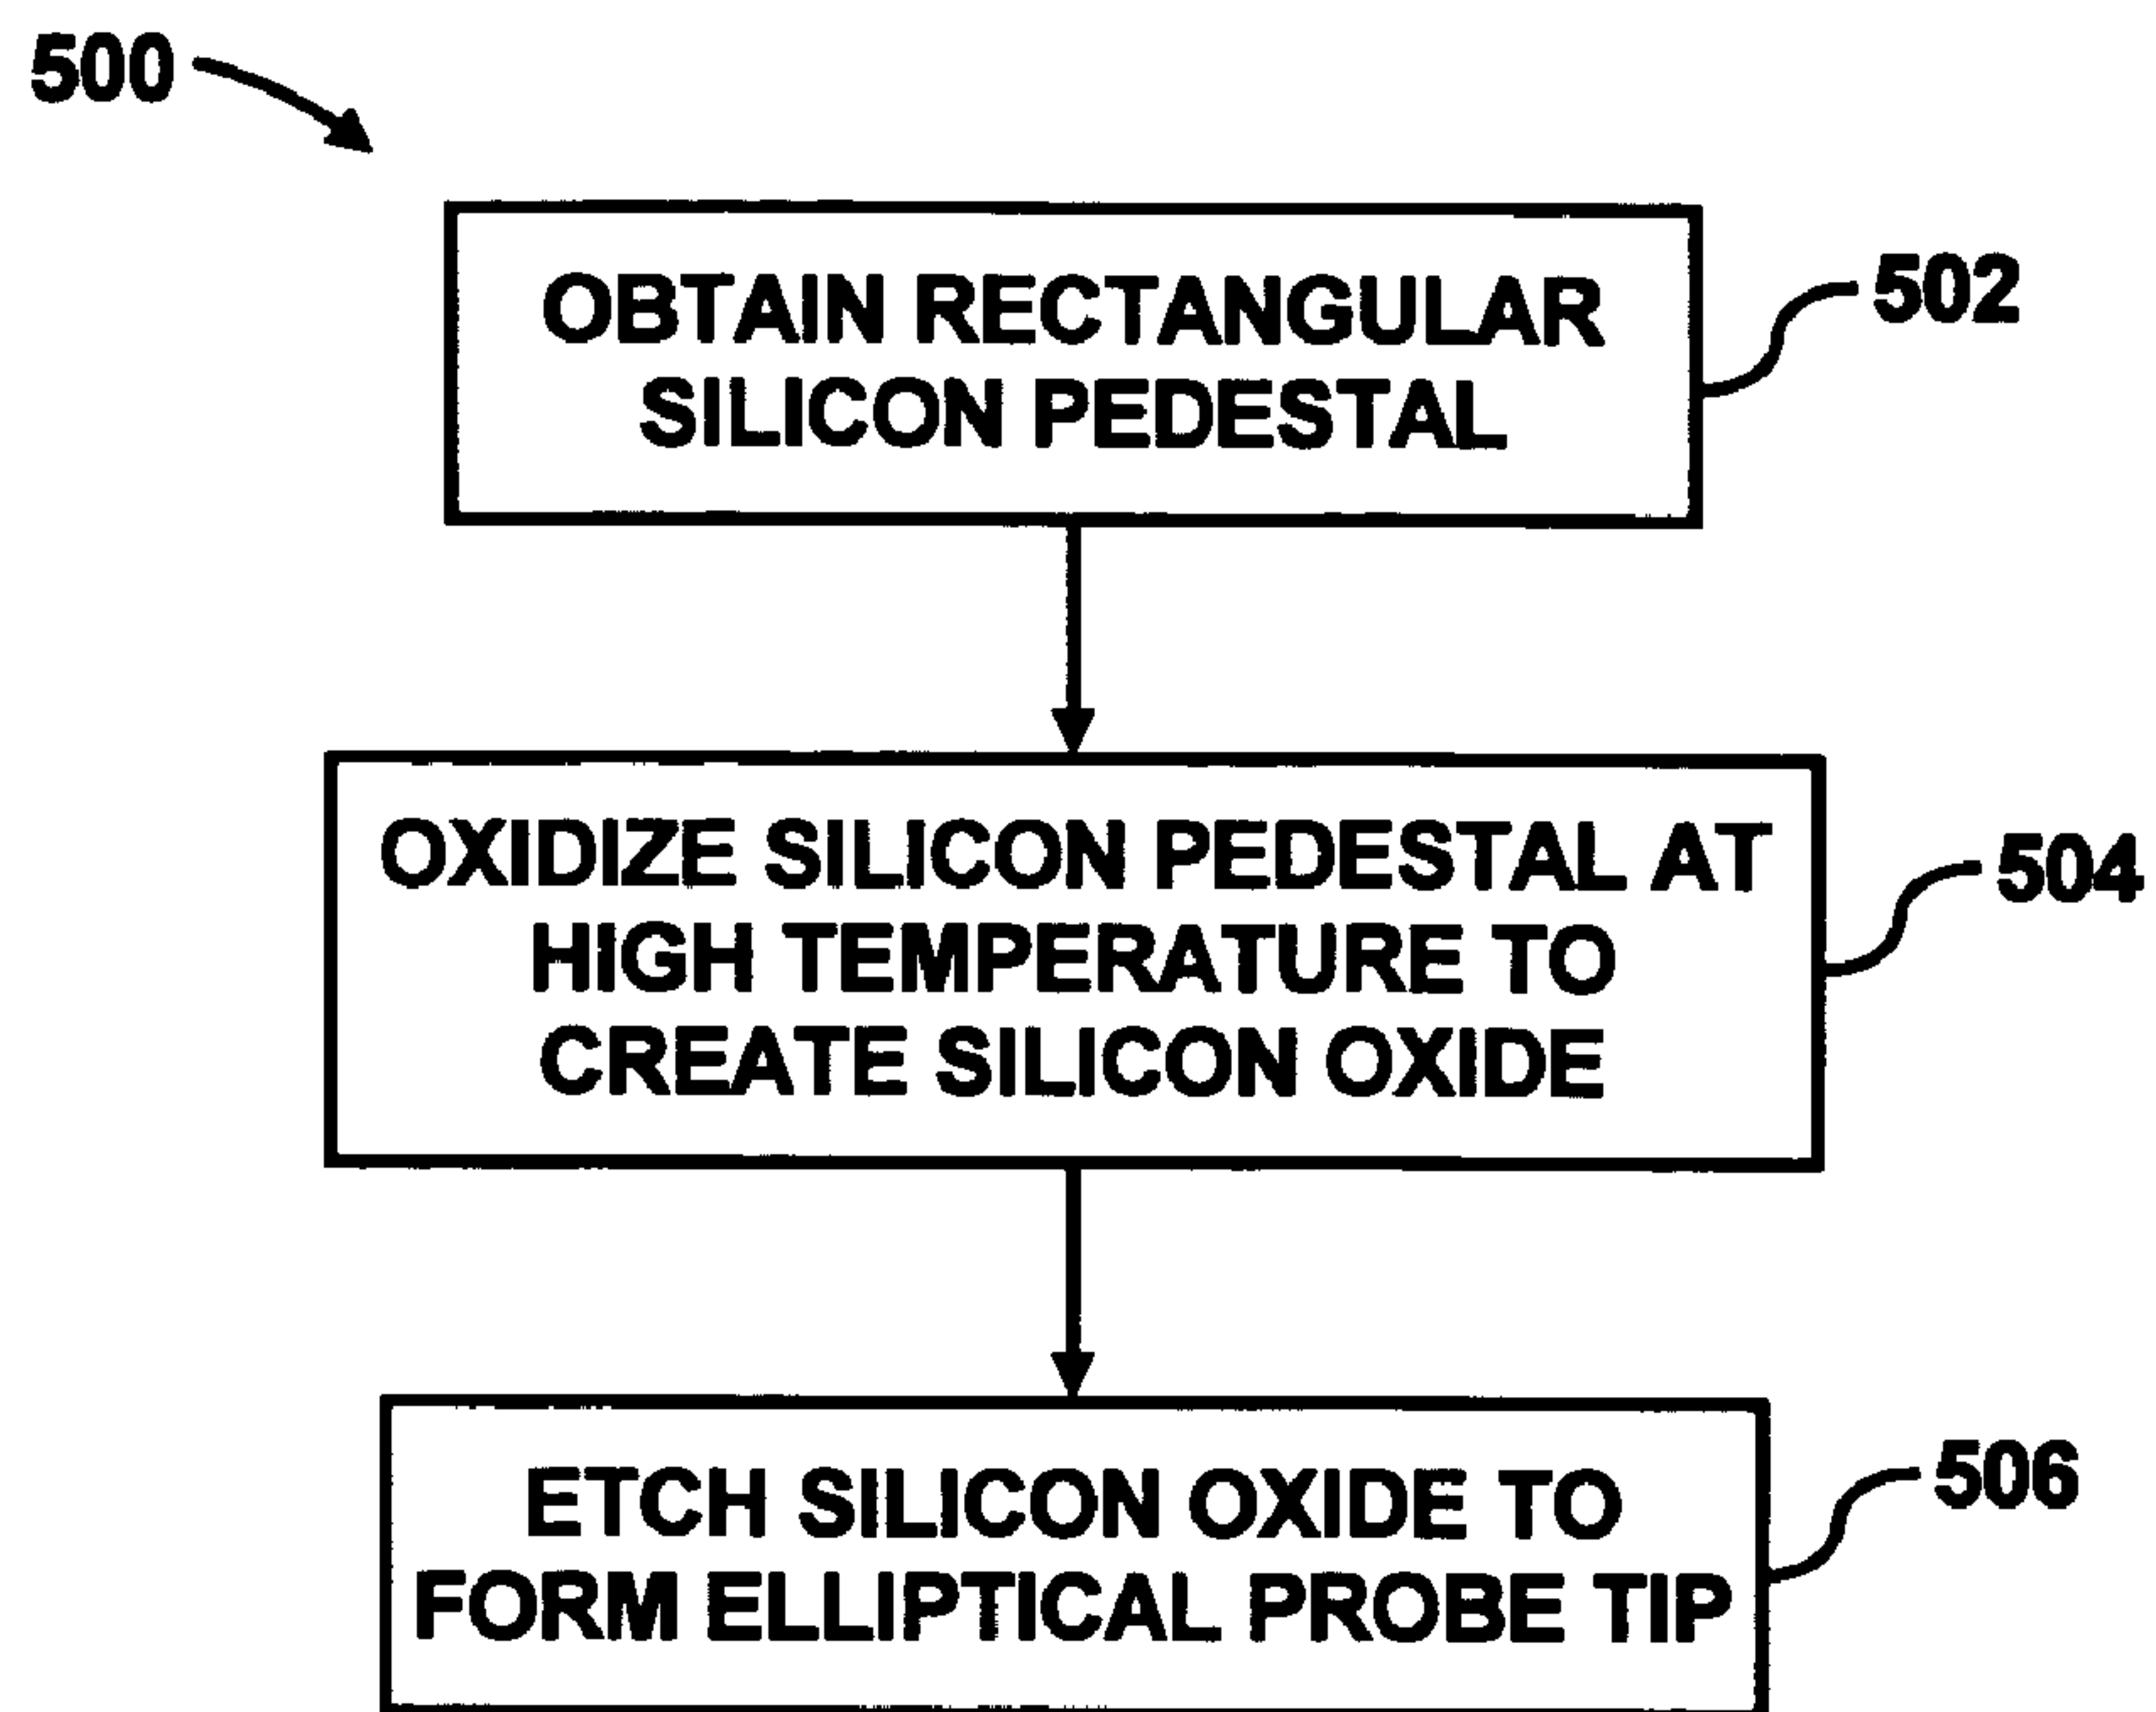 500
OBTAIN RECTANGULAR
SILICON PEDESTAL
502
OXIDIZE SILICON PEDESTAL AT
HIGH TEMPERATURE TO
CREATE SILICON OXIDE
504
ETCH SILICON OXIDE TO
FORM ELLIPTICAL PROBE TIP
506